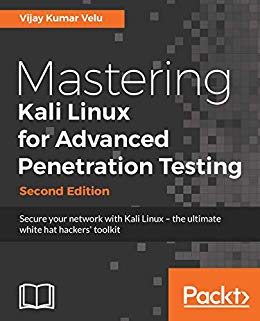 Vijay Kumar Velu
Mastering
Kali Linux
for Advanced
Penetration Testing
Second Edition
Secure your network with Kali Linux – the ultimate
white hat hackers' toolkit
Packt>